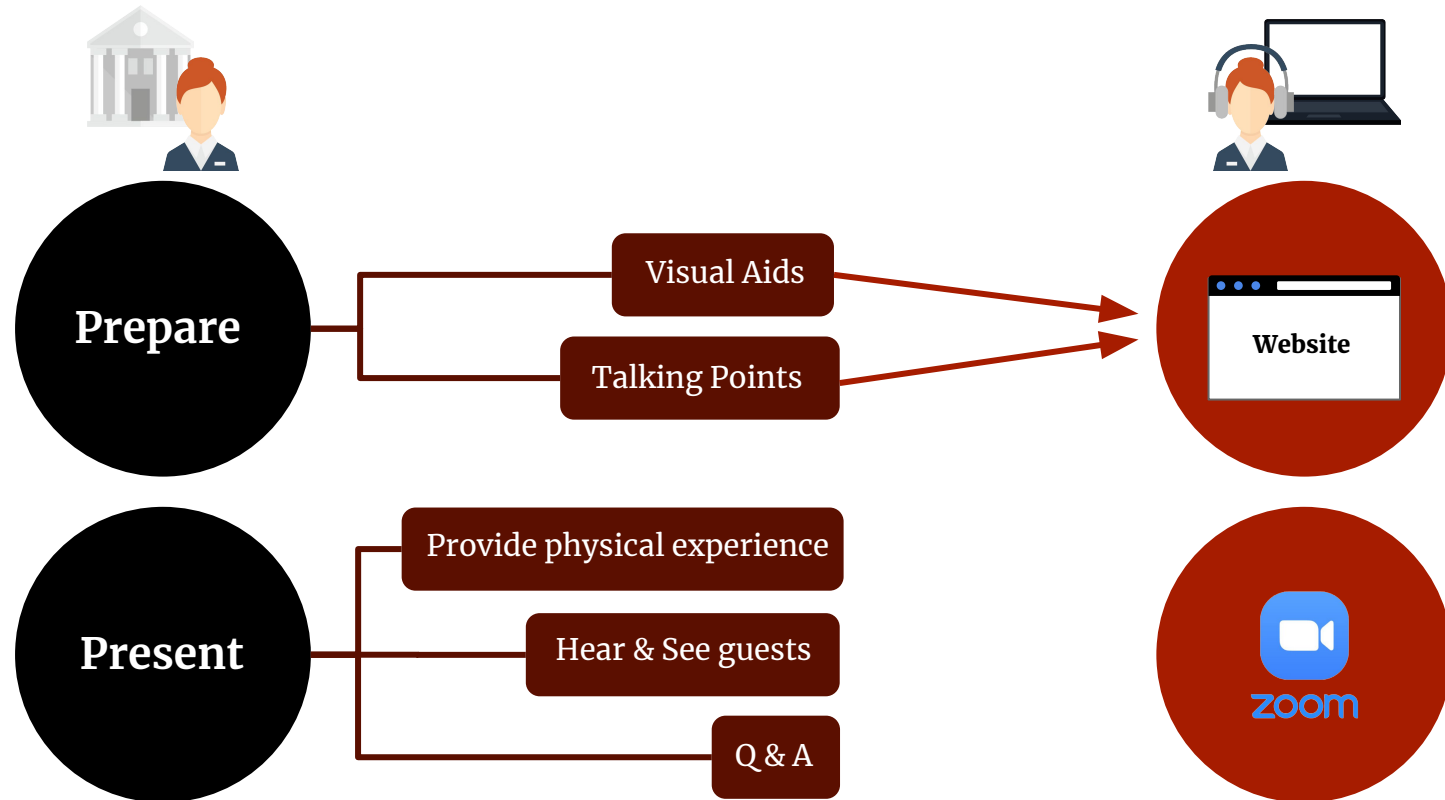 Prepare
Visual Aids
Talking Points
Website
Present
Provide physical experience
Hear & See guests
Q & A
zoom